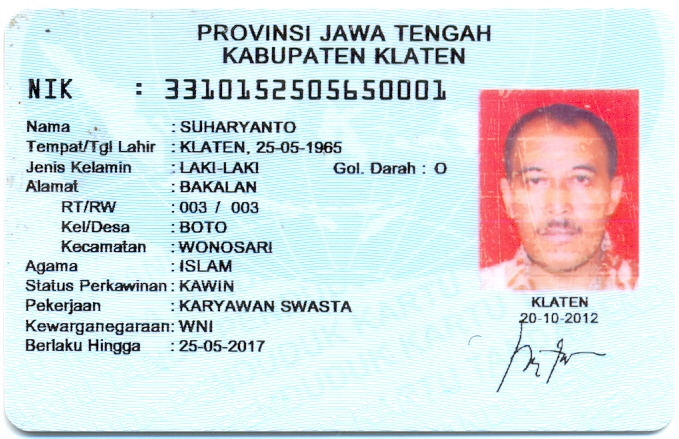 PROVINSI JAWA TENGAH
KABUPATEN KLATEN
NIK : 3310152505650001
Nama : SUHARYANTO
Tempat/Tgl Lahir : KLATEN, 25-05-1965
Jenis Kelamin : LAKI-LAKI Gol. Darah : O
Alamat : BAKALAN
RT/RW : 003 / 003
Kel/Desa : BOTO
Kecamatan : WONOSARI
Agama : ISLAM
Status Perkawinan : KAWIN
Pekerjaan : KARYAWAN SWASTA
Kewarganegaraan : WNI
Berlaku Hingga : 25-05-2017
KLATEN
20-10-2012